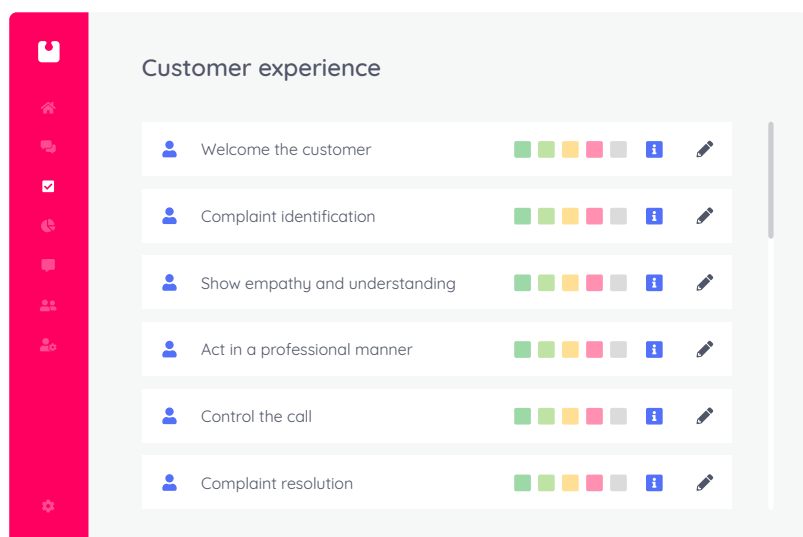 Customer experience
Welcome the customer
Complaint identification
Show empathy and understanding
Act in a professional manner
Control the call
Complaint resolution